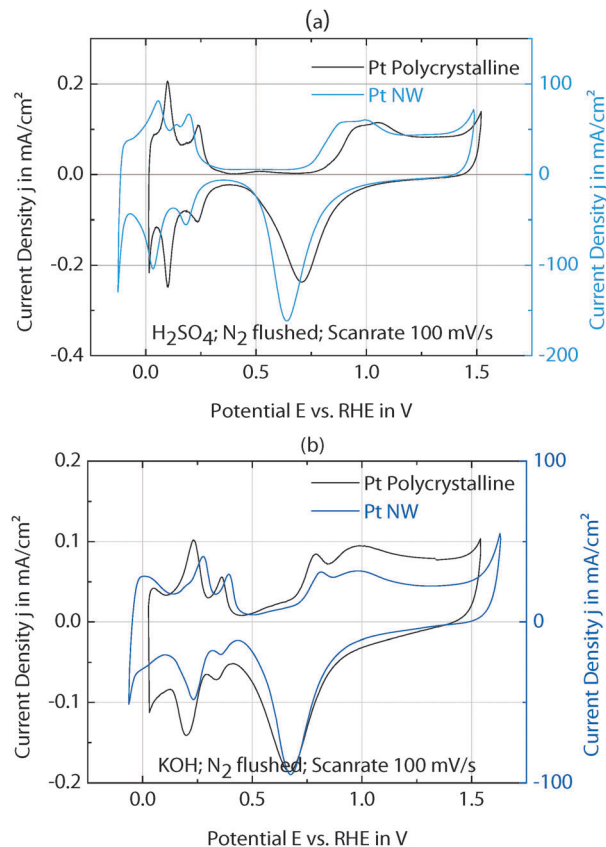 (a)
Pt Polycrystalline
Pt NW
0.2
0.0
-0.2
-0.4
100
50
0
-50
-100
-150
-200
Current Density j in mA/cm²
Current Density j in mA/cm²
H₂SO₄; N₂ flushed; Scanrate 100 mV/s
0.0 0.5 1.0 1.5
Potential E vs. RHE in V
(b)
Pt Polycrystalline
Pt NW
0.2
0.1
0.0
-0.1
-0.2
100
50
0
-50
-100
Current Density j in mA/cm²
Current Density j in mA/cm²
KOH; N₂ flushed; Scanrate 100 mV/s
0.0 0.5 1.0 1.5
Potential E vs. RHE in V